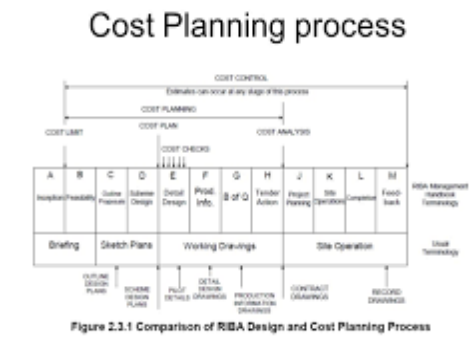 Cost Planning process
COST CONTROL
Estimates can occur at any stage of this process
COST PLANNING
COST LIMIT
COST PLAN
COST ANALYSIS
COST CHECKS
A B C D E F G H J K L M
Inception Feasibility Outline Proposals Scheme Design Detail Design Prod. Info. B of Q Tender Action Project Planning Site Operations Completion Feed-back
RIBA Management Handbook Terminology
Briefing Sketch Plans Working Drawings Site Operation
Usual Terminology
OUTLINE DESIGN PLANS
SCHEME DESIGN PLANS
PILOT DETAILS
DETAIL DESIGN DRAWINGS
PRODUCTION INFORMATION DRAWINGS
CONTRACT DRAWINGS
RECORD DRAWINGS
Figure 2.3.1 Comparison of RIBA Design and Cost Planning Process